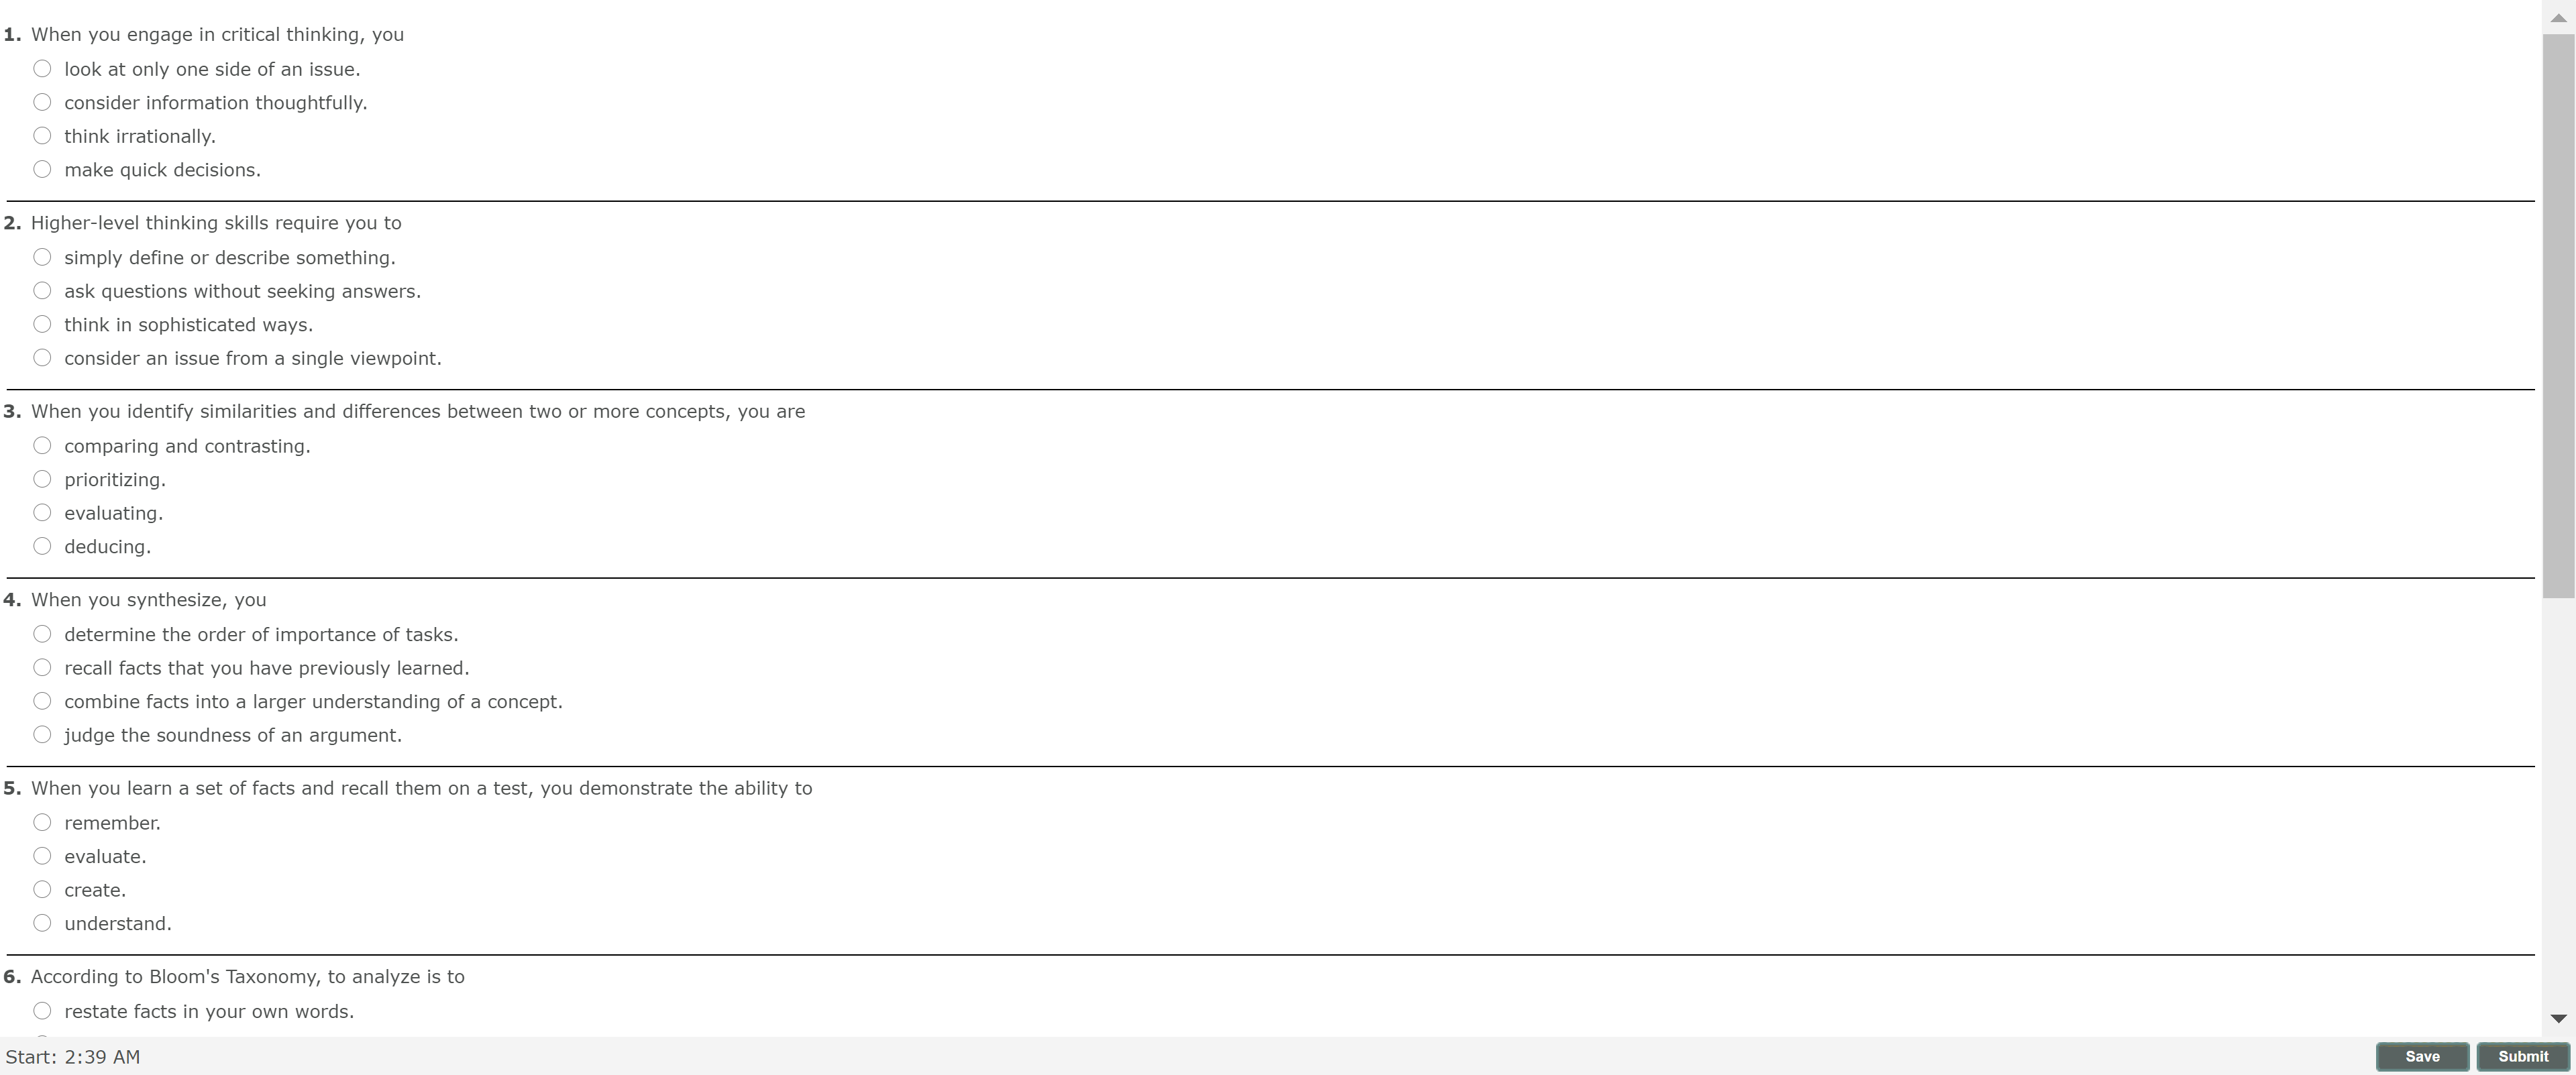 1. When you engage in critical thinking, you
look at only one side of an issue.
consider information thoughtfully.
think irrationally.
make quick decisions.
2. Higher-level thinking skills require you to
simply define or describe something.
ask questions without seeking answers.
think in sophisticated ways.
consider an issue from a single viewpoint.
3. When you identify similarities and differences between two or more concepts, you are
comparing and contrasting.
prioritizing.
evaluating.
deducing.
4. When you synthesize, you
determine the order of importance of tasks.
recall facts that you have previously learned.
combine facts into a larger understanding of a concept.
judge the soundness of an argument.
5. When you learn a set of facts and recall them on a test, you demonstrate the ability to
remember.
evaluate.
create.
understand.
6. According to Bloom's Taxonomy, to analyze is to
restate facts in your own words.
Start: 2:39 AM
Save Submit